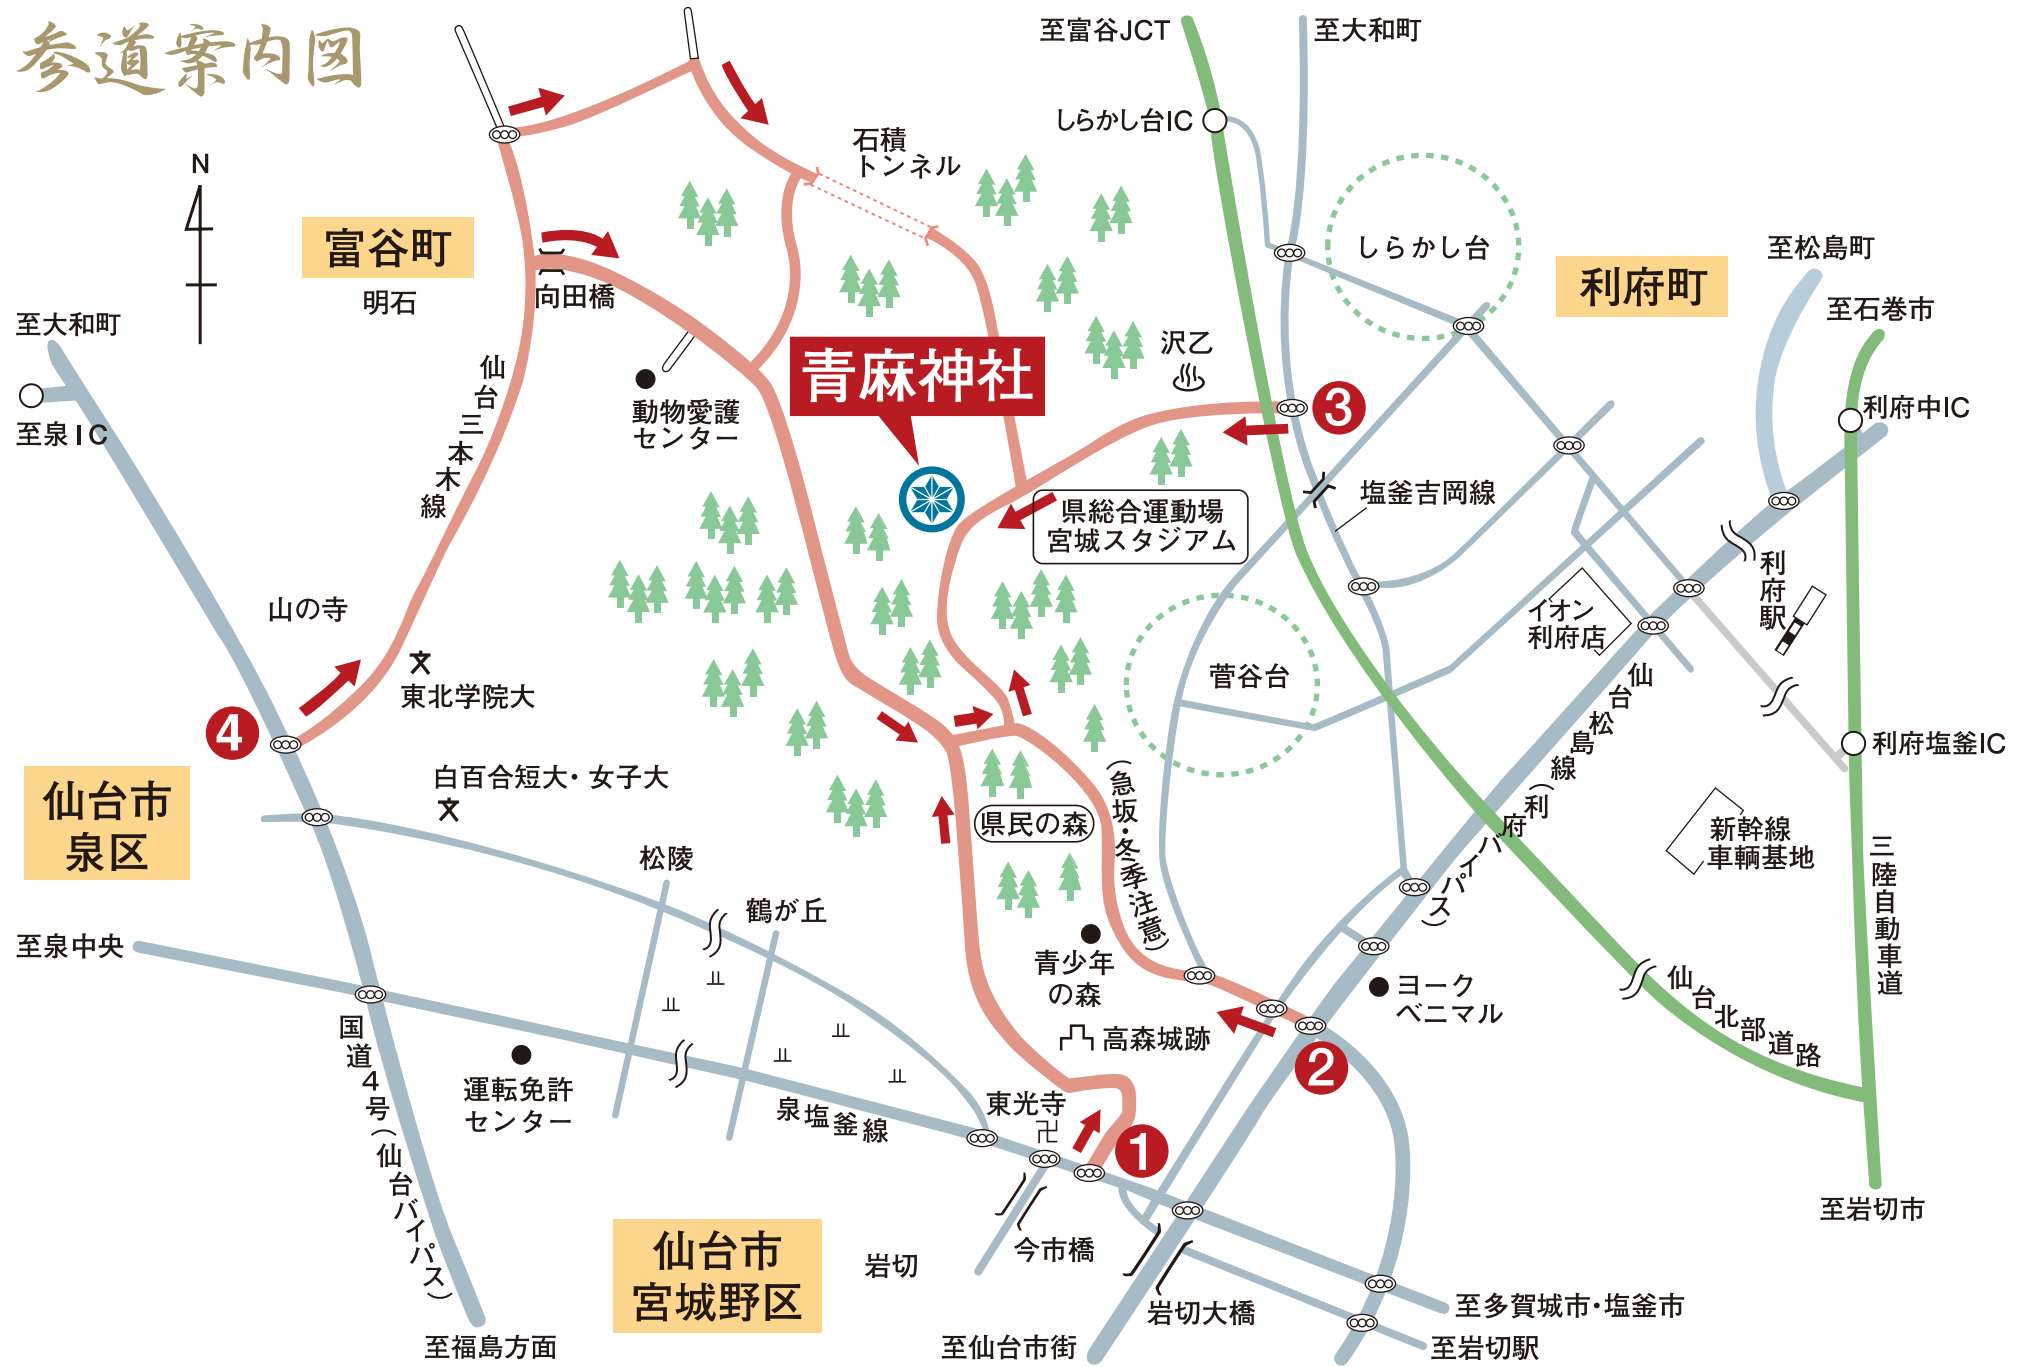 参道案内図
N
至富谷JCT
至大和町
しらかし台IC
石積
トンネル
富谷町
明石
向田橋
しらかし台
利府町
至松島町
至石巻市
至大和町
至泉IC
仙台三本木線
動物愛護
センター
青麻神社
沢乙
3
利府中IC
県総合運動場
宮城スタジアム
塩釜吉岡線
利府駅
イオン
利府店
山の寺
文
東北学院大
菅谷台
4
仙台市
泉区
白百合短大・女子大
文
県民の森
(急坂・冬季注意)
仙台松島線(利府バイパス)
利府塩釜IC
新幹線
車輌基地
三陸自動車道
松陵
鶴が丘
至泉中央
青少年
の森
ヨーク
ベニマル
仙台北部道路
高森城跡
2
国道4号(仙台バイパス)
運転免許
センター
泉塩釜線
東光寺
卍
1
今市橋
岩切
仙台市
宮城野区
岩切大橋
至岩切市
至多賀城市・塩釜市
至福島方面
至仙台市街
至岩切駅